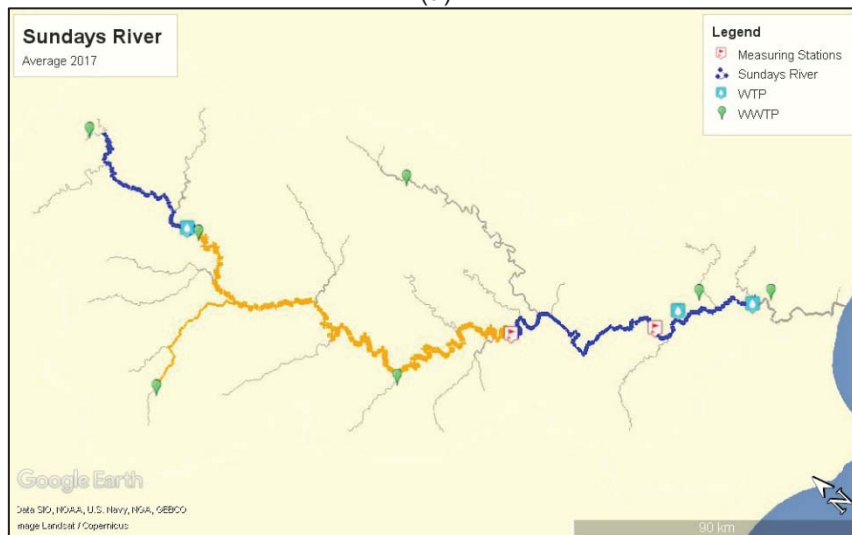 Sundays River
Average 2017
Legend
Measuring Stations
Sundays River
WTP
WWTP
Google Earth
Data SIO, NOAA, U.S. Navy, NGA, GEBCO
Image Landsat / Copernicus
90 km
N